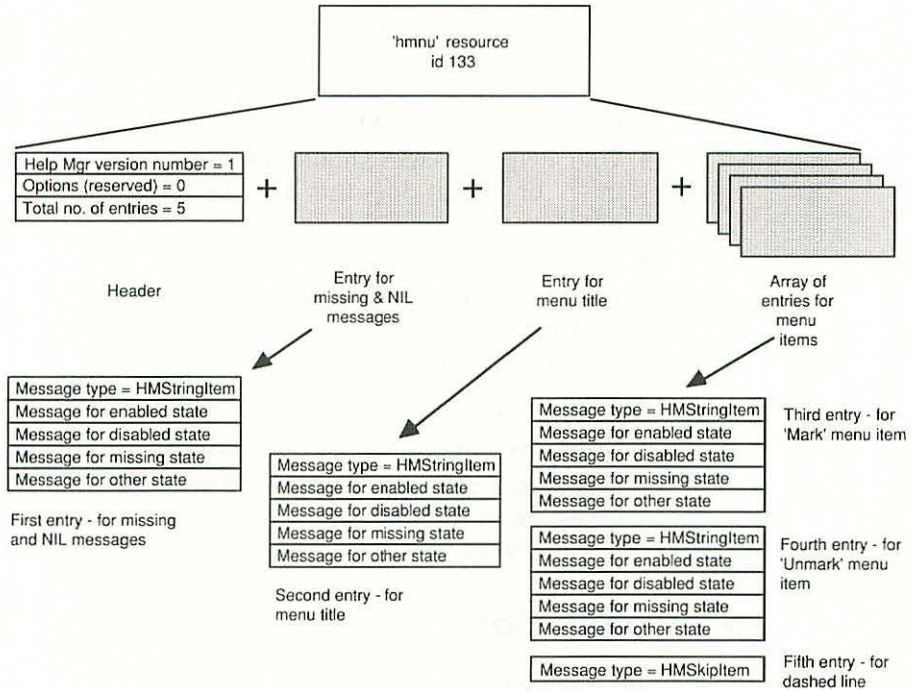 'hmnu' resource
id 133
Help Mgr version number = 1
Options (reserved) = 0
Total no. of entries = 5
+
+
+
Header
Entry for
missing & NIL
messages
Entry for
menu title
Array of
entries for
menu
items
Message type = HMStringItem
Message for enabled state
Message for disabled state
Message for missing state
Message for other state
First entry - for missing
and NIL messages
Message type = HMStringItem
Message for enabled state
Message for disabled state
Message for missing state
Message for other state
Second entry - for
menu title
Message type = HMStringItem
Message for enabled state
Message for disabled state
Message for missing state
Message for other state
Third entry - for
'Mark' menu item
Message type = HMStringItem
Message for enabled state
Message for disabled state
Message for missing state
Message for other state
Fourth entry - for
'Unmark' menu
item
Message type = HMSkipItem
Fifth entry - for
dashed line